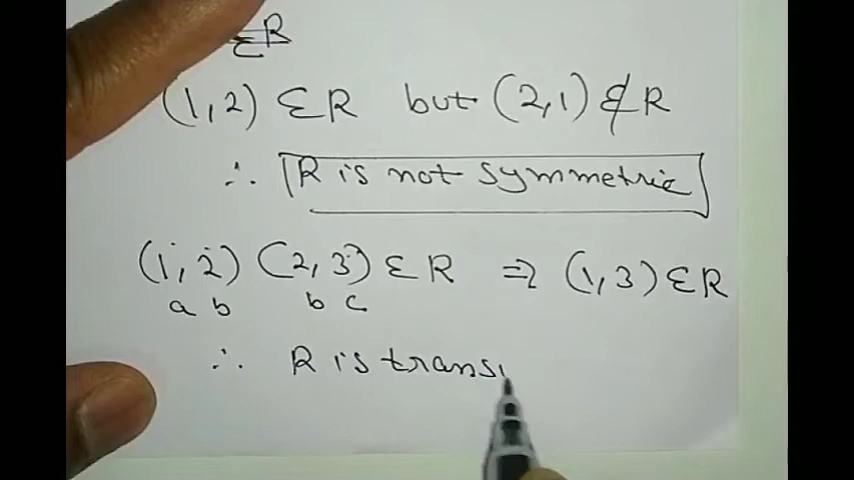 ∈R
(1,2) ∈R but (2,1) ∉R
∴ R is not symmetric
(1,2) (2,3) ∈R ⇒ (1,3) ∈R
a b b c
∴ R is transi